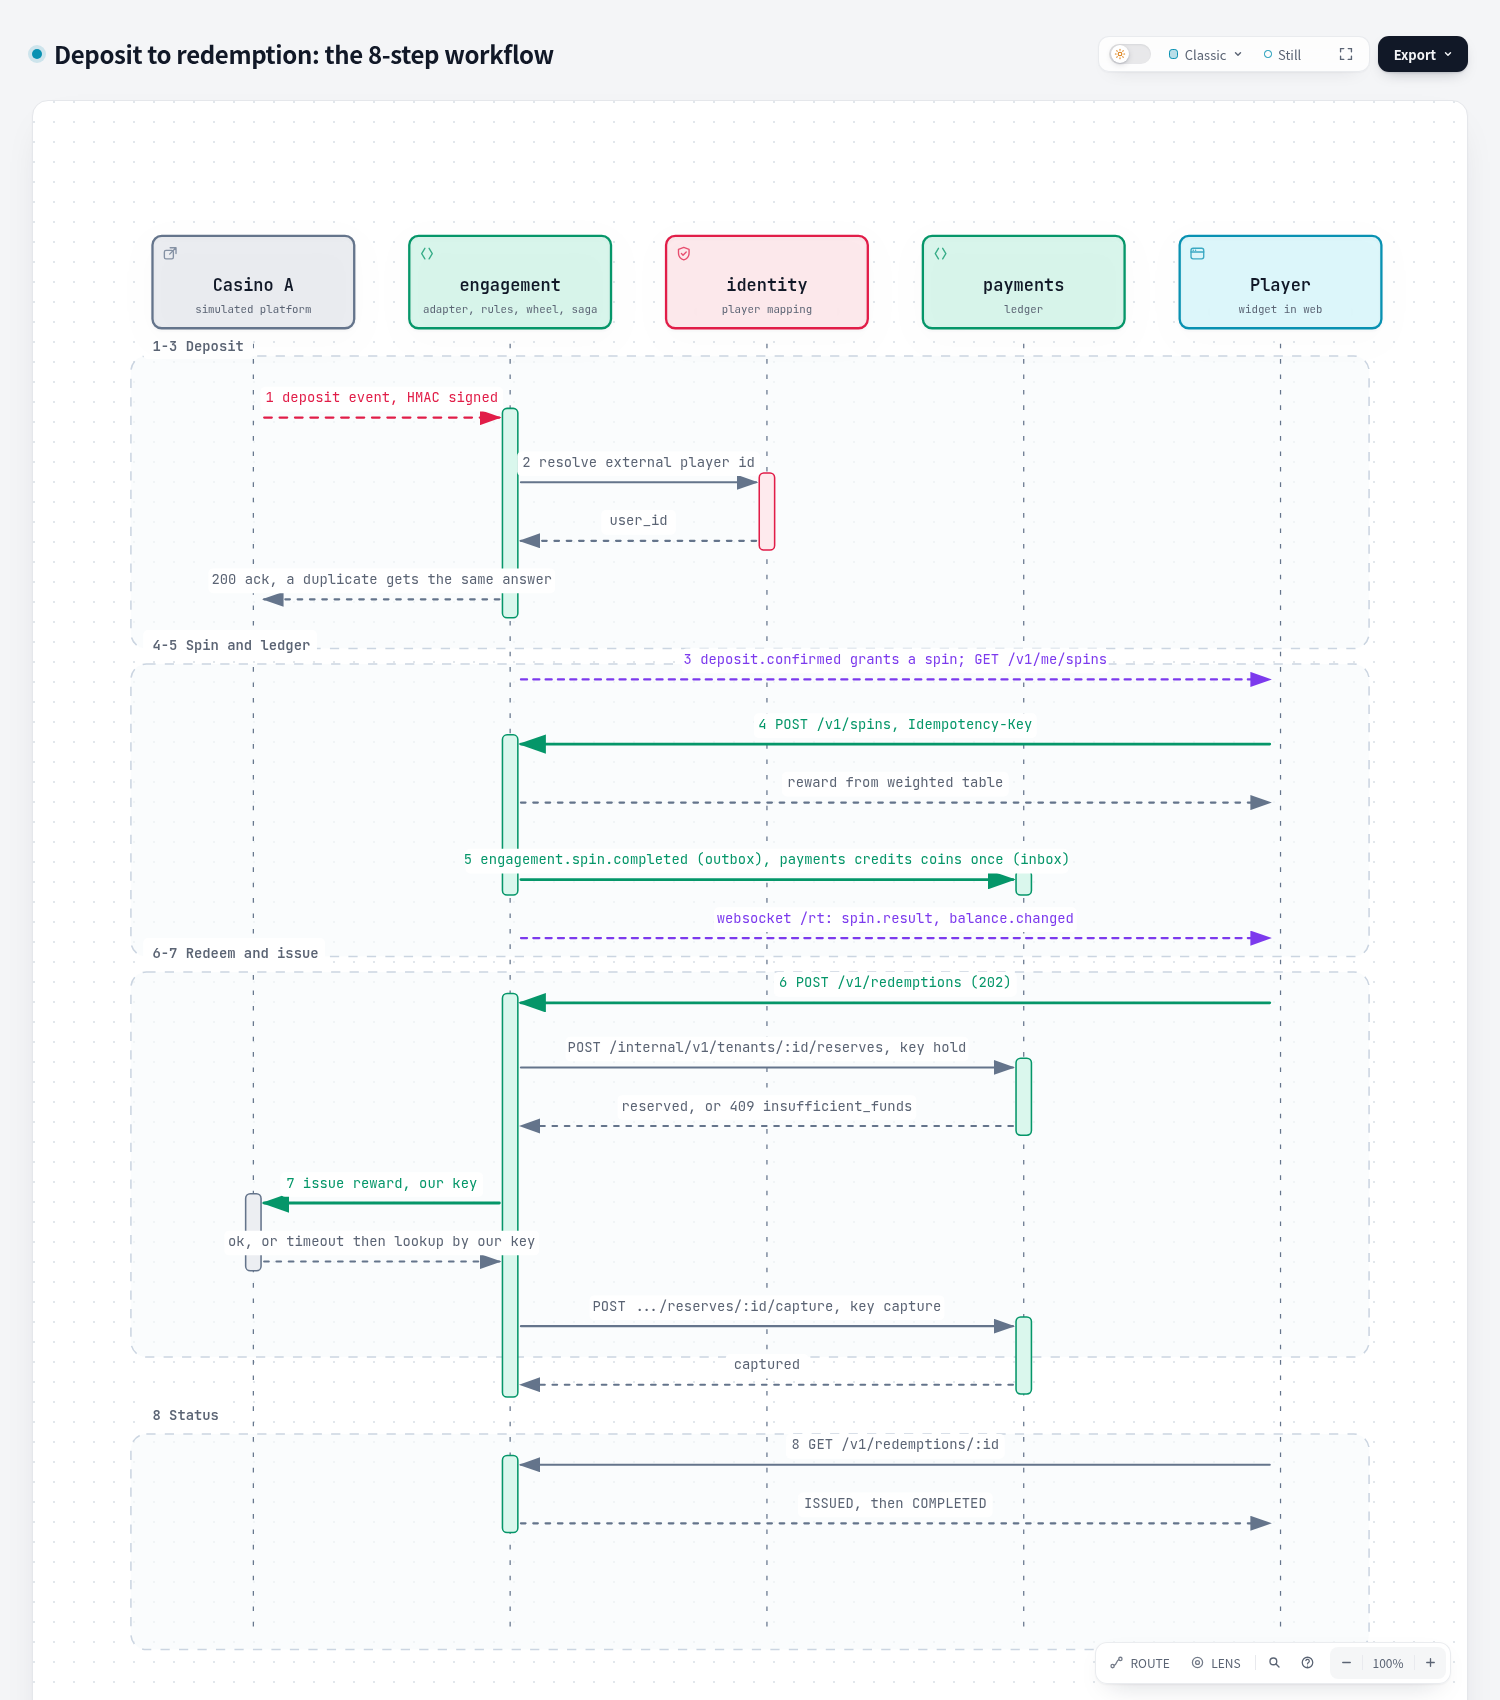 Deposit to redemption: the 8-step workflow
Classic
Still
Export
Casino A
simulated platform
engagement
adapter, rules, wheel, saga
identity
player mapping
payments
ledger
Player
widget in web
1-3 Deposit
1 deposit event, HMAC signed
2 resolve external player id
user_id
200 ack, a duplicate gets the same answer
4-5 Spin and ledger
3 deposit.confirmed grants a spin; GET /v1/me/spins
4 POST /v1/spins, Idempotency-Key
reward from weighted table
5 engagement.spin.completed (outbox), payments credits coins once (inbox)
websocket /rt: spin.result, balance.changed
6-7 Redeem and issue
6 POST /v1/redemptions (202)
POST /internal/v1/tenants/:id/reserves, key hold
reserved, or 409 insufficient_funds
7 issue reward, our key
ok, or timeout then lookup by our key
POST .../reserves/:id/capture, key capture
captured
8 Status
8 GET /v1/redemptions/:id
ISSUED, then COMPLETED
ROUTE
LENS
100%